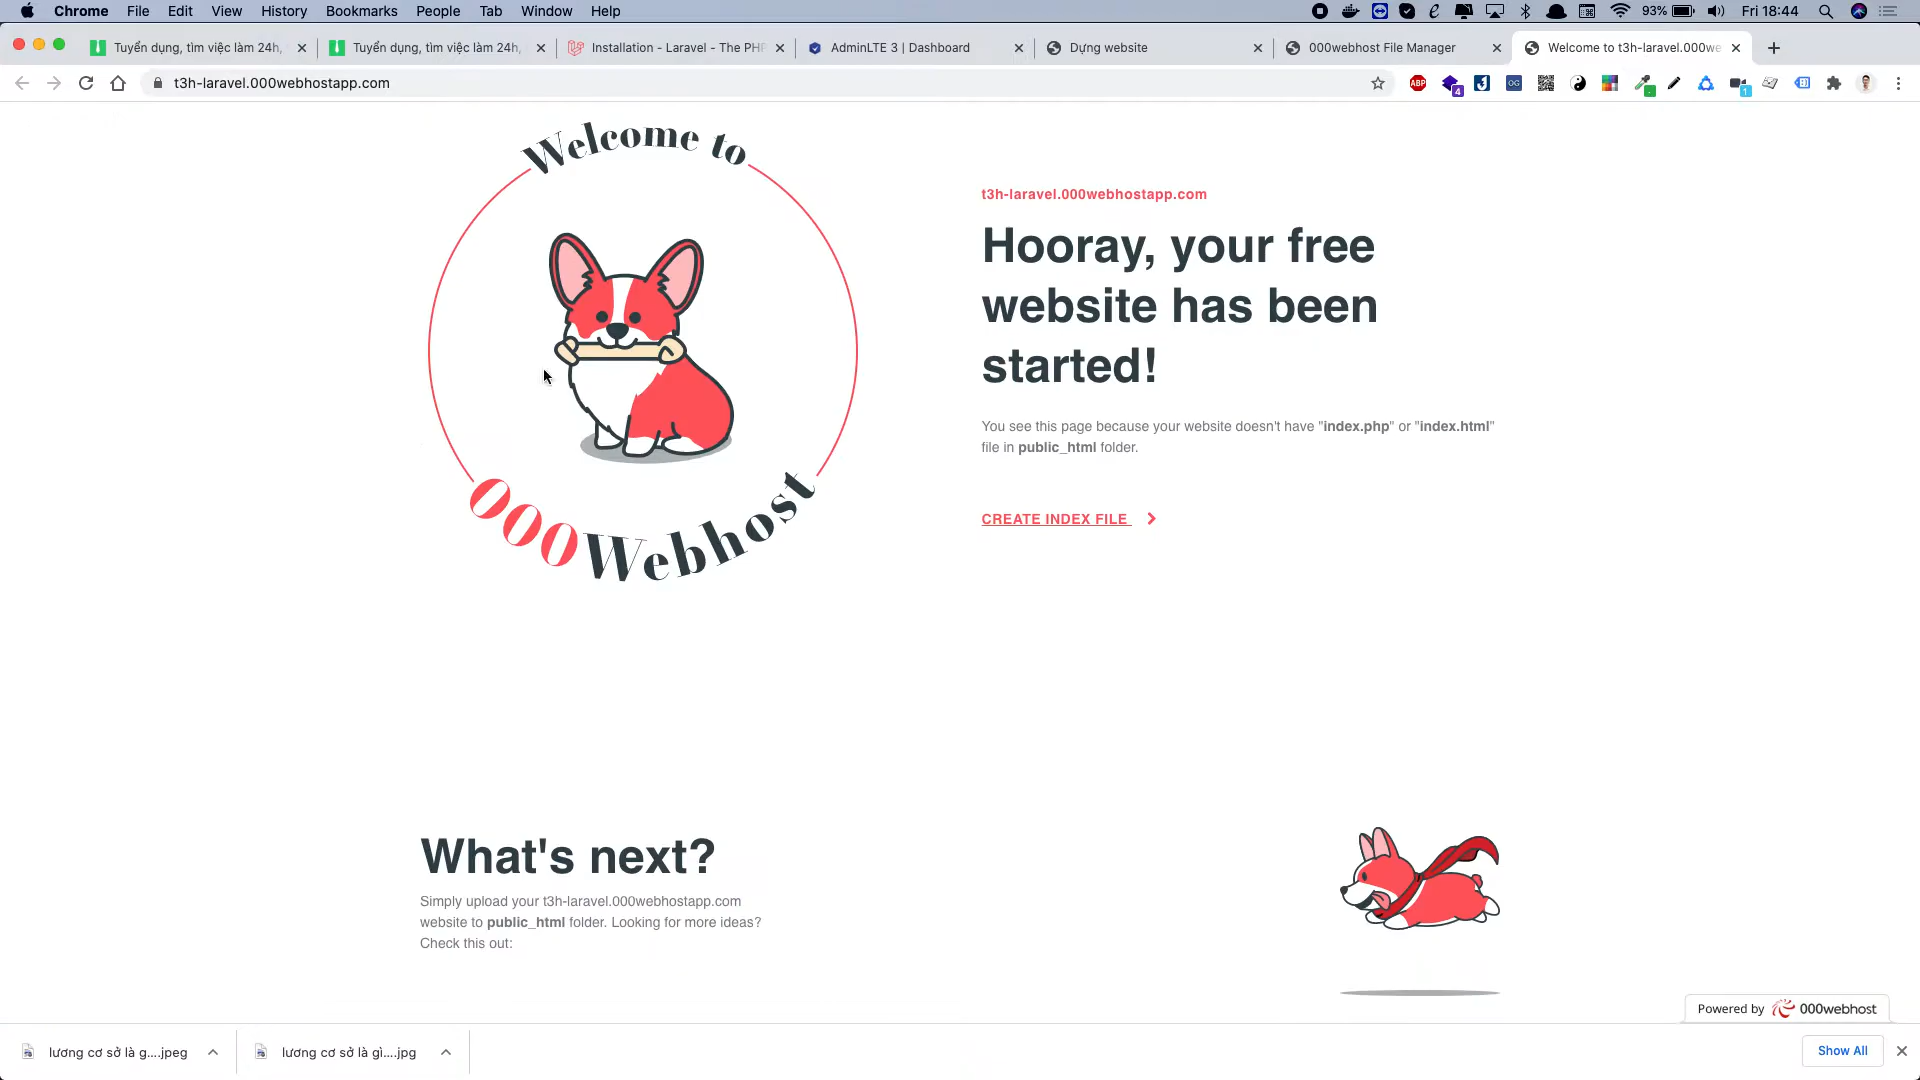 Chrome File Edit View History Bookmarks People Tab Window Help 93% Fri 18:44
Tuyển dụng, tìm việc làm 24h, Tuyển dụng, tìm việc làm 24h, Installation - Laravel - The PHP AdminLTE 3 | Dashboard Dựng website 000webhost File Manager Welcome to t3h-laravel.000we
t3h-laravel.000webhostapp.com ABP 4 OG 1
Welcome to
000Webhost
t3h-laravel.000webhostapp.com
Hooray, your free
website has been
started!
You see this page because your website doesn't have "index.php" or "index.html"
file in public_html folder.
CREATE INDEX FILE
What's next?
Simply upload your t3h-laravel.000webhostapp.com
website to public_html folder. Looking for more ideas?
Check this out:
Powered by 000webhost
lương cơ sở là g....jpeg lương cơ sở là gì....jpg Show All